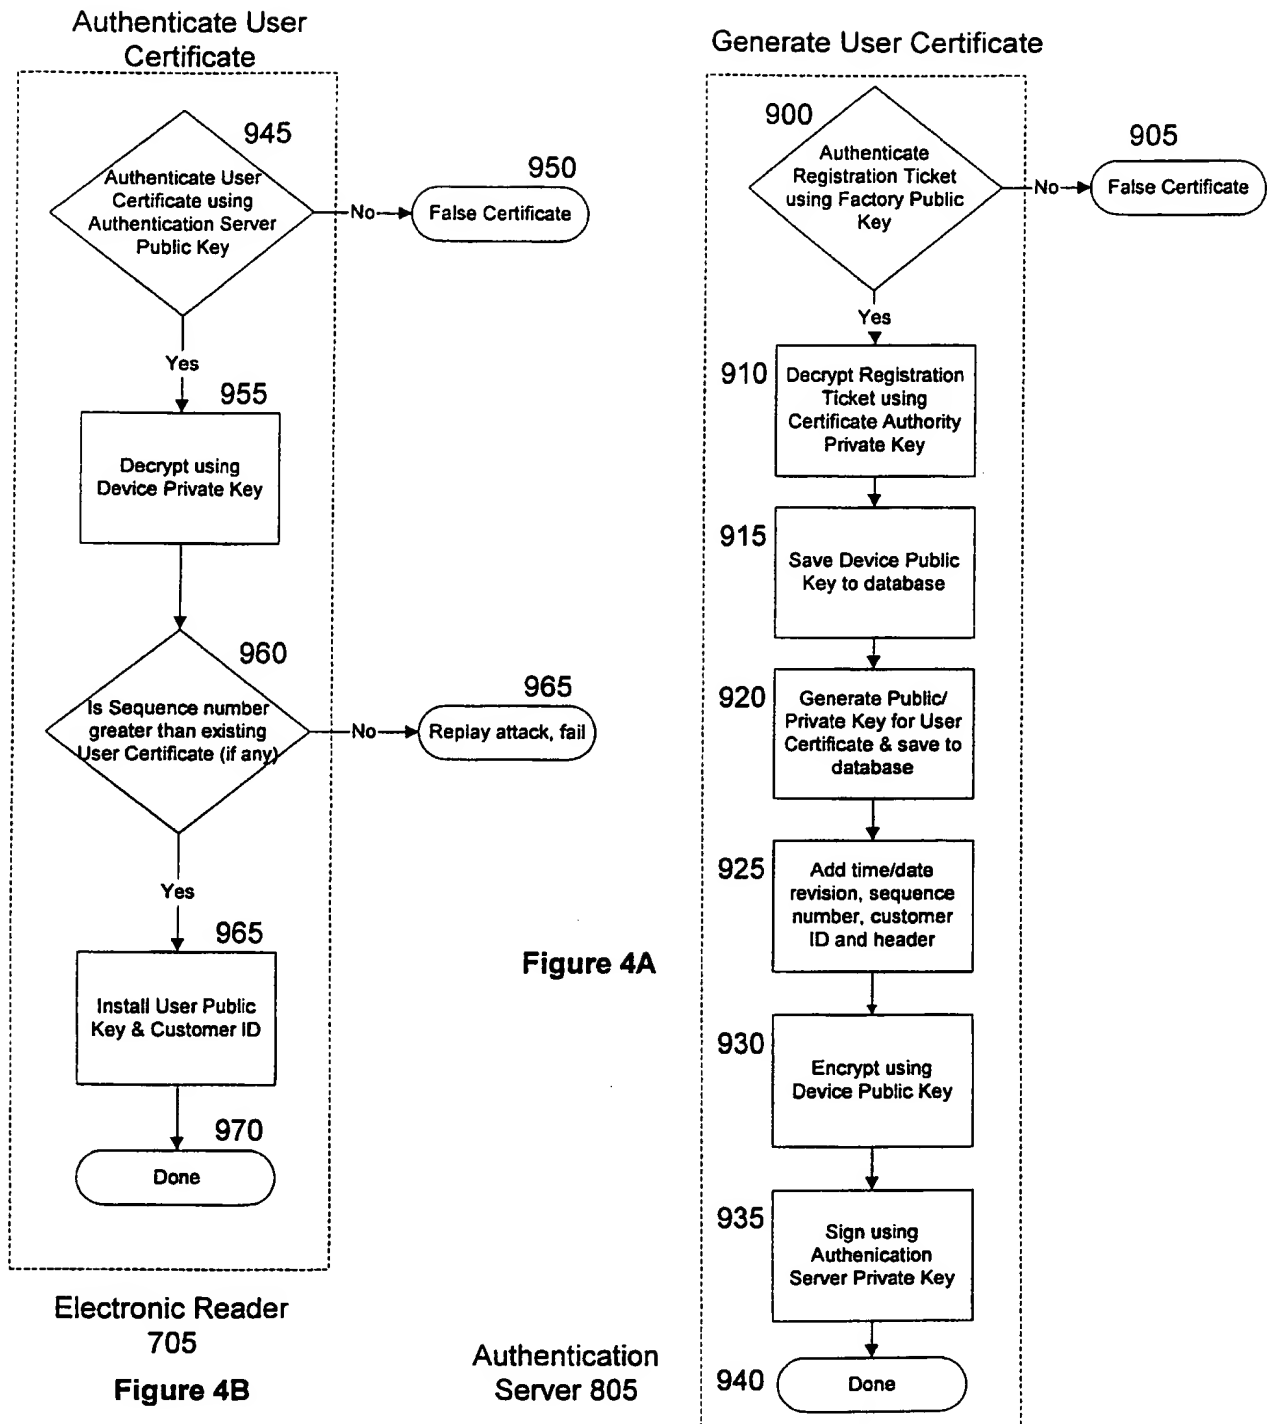 Authenticate User
Certificate
945
Authenticate User
Certificate using
Authentication Server
Public Key
No
950
False Certificate
Yes
955
Decrypt using
Device Private Key
960
Is Sequence number
greater than existing
User Certificate (if any)
No
965
Replay attack, fail
Yes
965
Install User Public
Key & Customer ID
970
Done
Electronic Reader
705
Figure 4B
Generate User Certificate
900
Authenticate
Registration Ticket
using Factory Public
Key
No
905
False Certificate
Yes
910
Decrypt Registration
Ticket using
Certificate Authority
Private Key
915
Save Device Public
Key to database
920
Generate Public/
Private Key for User
Certificate & save to
database
925
Add time/date
revision, sequence
number, customer
ID and header
Figure 4A
930
Encrypt using
Device Public Key
935
Sign using
Authenication
Server Private Key
Authentication
Server 805
940
Done